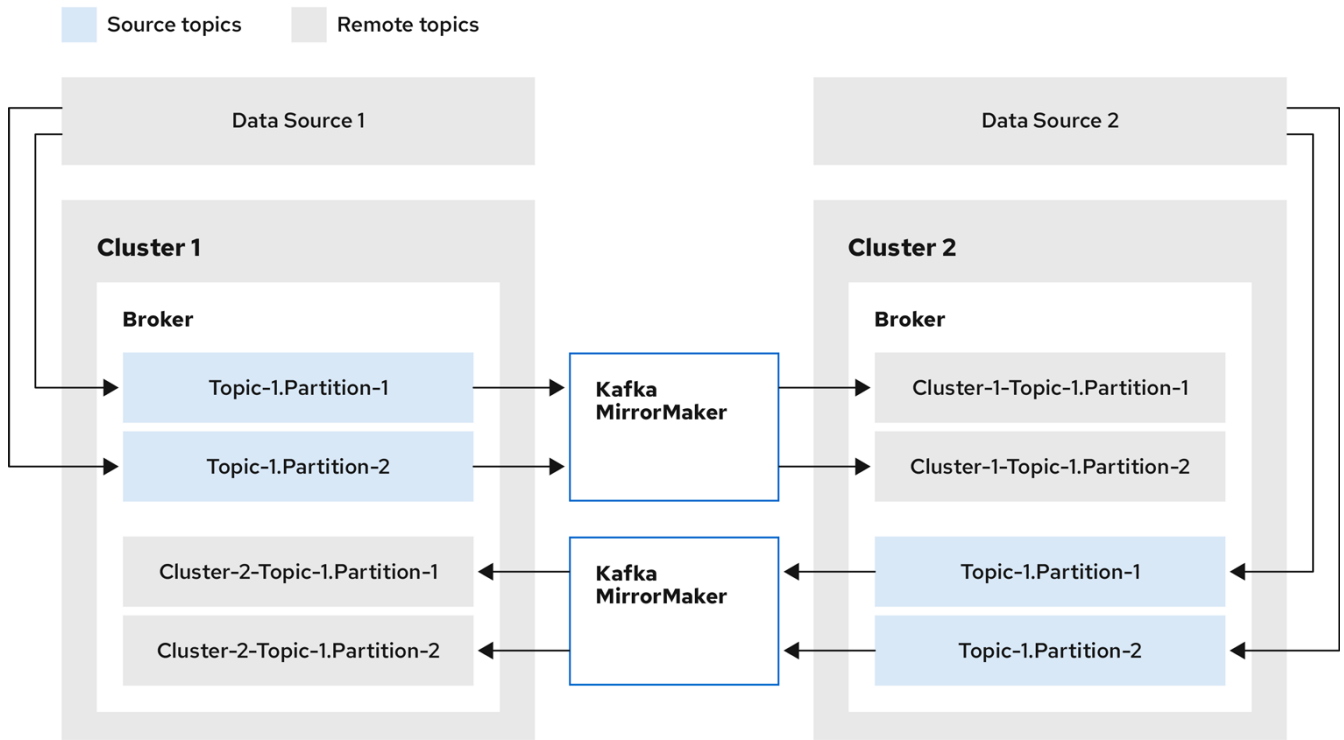 Source topics
Remote topics
Data Source 1
Data Source 2
Cluster 1
Cluster 2
Broker
Broker
Topic-1.Partition-1
Kafka
MirrorMaker
Cluster-1-Topic-1.Partition-1
Topic-1.Partition-2
Cluster-1-Topic-1.Partition-2
Cluster-2-Topic-1.Partition-1
Kafka
MirrorMaker
Topic-1.Partition-1
Cluster-2-Topic-1.Partition-2
Topic-1.Partition-2